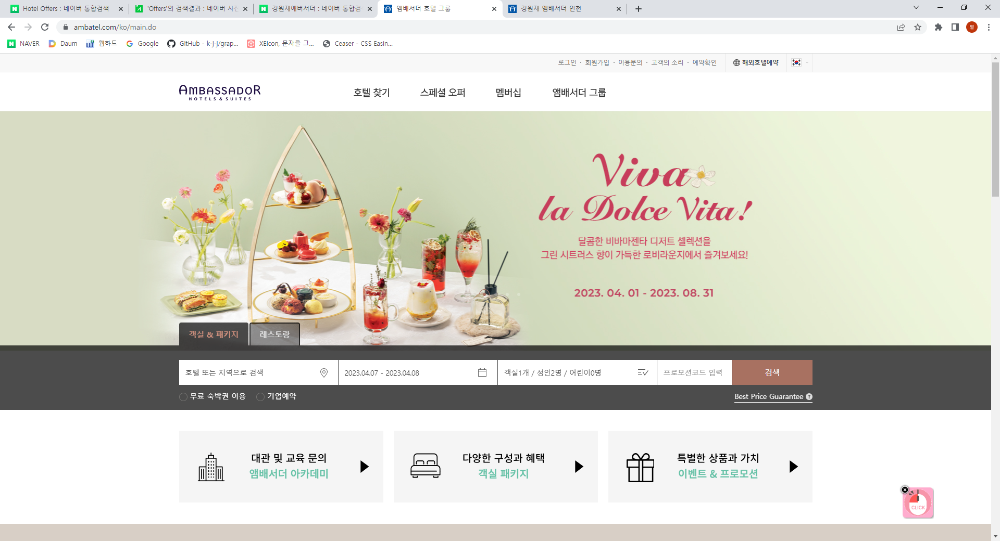 Hotel Offers : 네이버 통합검색
'Offers'의 검색결과 : 네이버 사전
경원재애버서더 : 네이버 통합검
앰배서더 호텔 그룹
경원재 앰배서더 인천
ambatel.com/ko/main.do
별
NAVER
Daum
웹하드
Google
GitHub - k-j-j/grap...
XEIcon, 문자를 그...
Ceaser - CSS Easin...
로그인 · 회원가입 · 이용문의 · 고객의 소리 · 예약확인
해외호텔예약
AMBASSADOR
HOTELS & SUITES
호텔 찾기
스페셜 오퍼
멤버십
앰배서더 그룹
Viva
la Dolce Vita!
달콤한 비바마젠타 디저트 셀렉션을
그린 시트러스 향이 가득한 로비라운지에서 즐겨보세요!
2023. 04. 01 - 2023. 08. 31
객실 & 패키지
레스토랑
호텔 또는 지역으로 검색
2023.04.07 - 2023.04.08
객실1개 / 성인2명 / 어린이0명
프로모션코드 입력
검색
무료 숙박권 이용
기업예약
Best Price Guarantee ?
대관 및 교육 문의
앰배서더 아카데미
다양한 구성과 혜택
객실 패키지
특별한 상품과 가치
이벤트 & 프로모션
CLICK